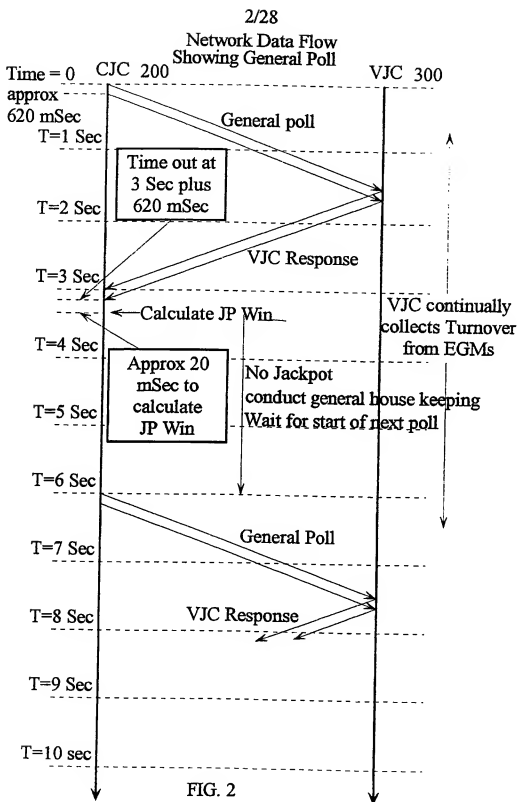 2/28
Network Data Flow
Showing General Poll
CJC 200
VJC 300
Time = 0
approx
620 mSec
General poll
T=1 Sec
Time out at
3 Sec plus
620 mSec
T=2 Sec
VJC Response
T=3 Sec
Calculate JP Win
VJC continually
collects Turnover
from EGMs
T=4 Sec
Approx 20
mSec to
calculate
JP Win
No Jackpot
conduct general house keeping
Wait for start of next poll
T=5 Sec
T=6 Sec
General Poll
T=7 Sec
VJC Response
T=8 Sec
T=9 Sec
T=10 sec
FIG. 2